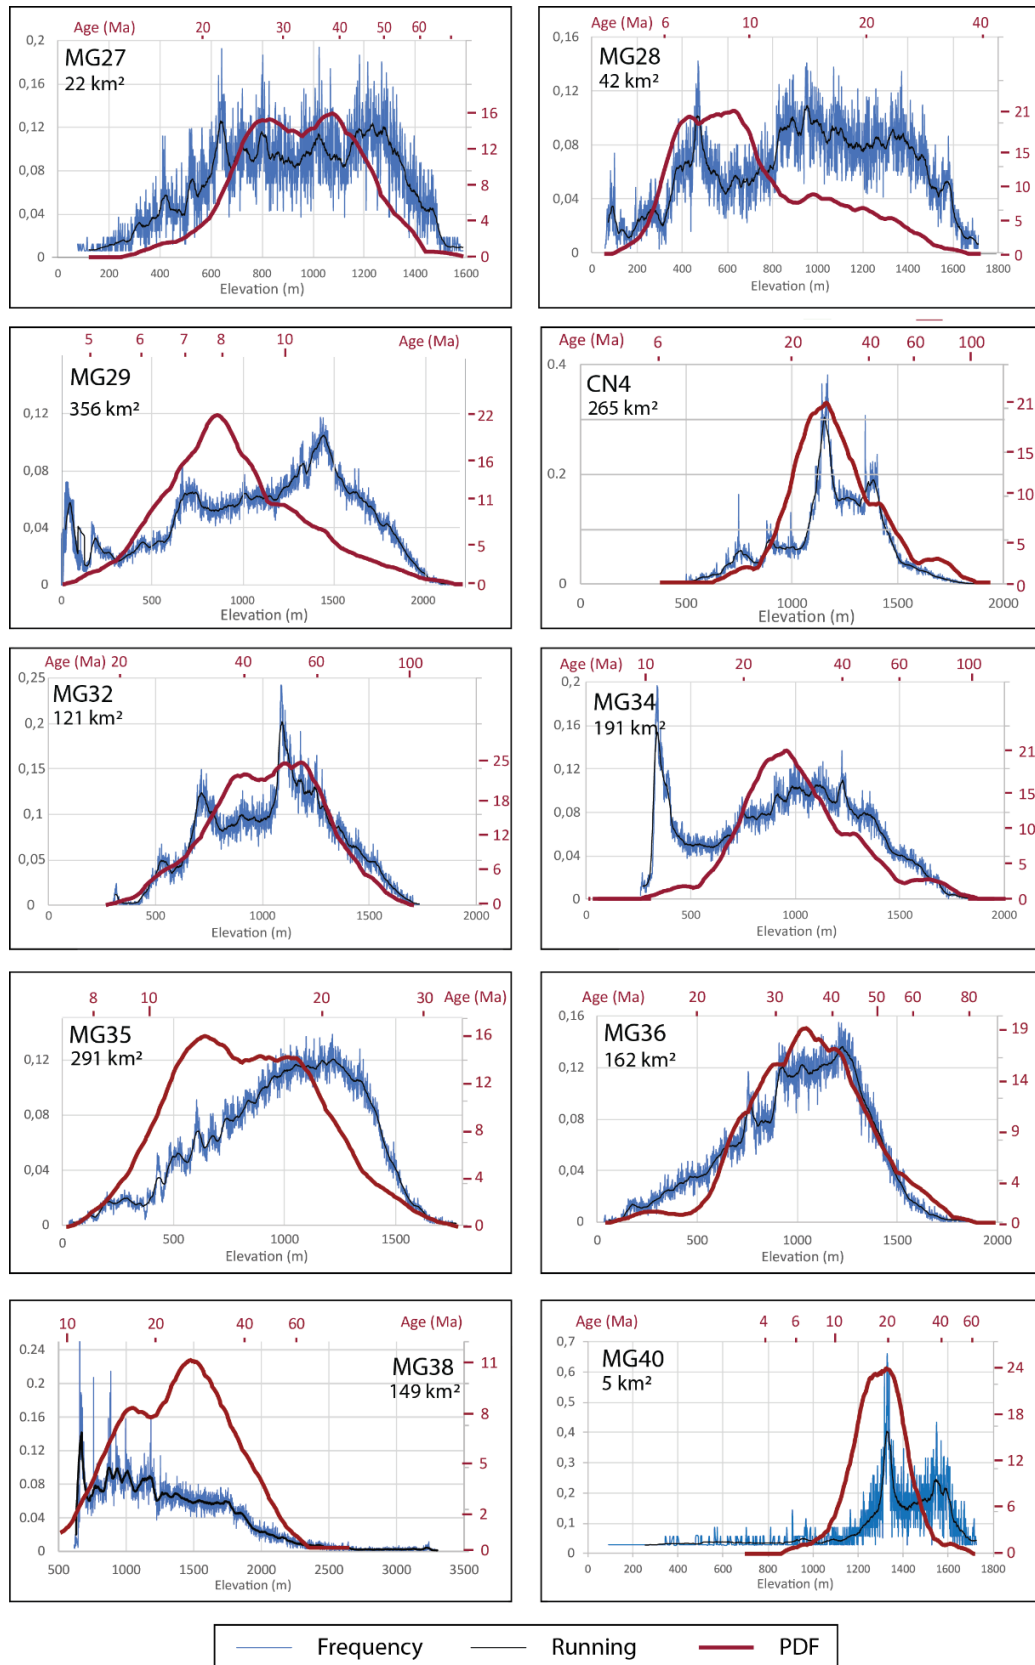 Age (Ma) 20 30 40 50 60
0,2
MG27
22 km²
0,16
0,12
0,08
0,04
0
16
12
8
4
0
0 200 400 600 800 1000 1200 1400 1600
Elevation (m)
Age (Ma) 6 10 20 40
0,16
MG28
42 km²
0,12
0,08
0,04
0
21
15
10
5
0
0 200 400 600 800 1000 1200 1400 1600 1800
Elevation (m)
5 6 7 8 10 Age (Ma)
MG29
356 km²
0,12
0,08
0,04
0
22
16
11
5
0
0 500 1000 1500 2000
Elevation (m)
Age (Ma) 6 20 40 60 100
0.4
CN4
265 km²
0,2
0
21
15
10
5
0
500 1000 1500 2000
Elevation (m)
Age (Ma) 20 40 60 100
0,25
MG32
121 km²
0,2
0,15
0,1
0,05
0
25
18
12
6
0
0 500 1000 1500 2000
Elevation (m)
Age (Ma) 10 20 40 60 100
0,2
MG34
191 km²
0,16
0,12
0,08
0,04
0
21
15
10
5
0
0 500 1000 1500 2000
Elevation (m)
8 10 20 30 Age (Ma)
MG35
291 km²
0,12
0,08
0,04
0
16
12
8
4
0
0 500 1000 1500
Elevation (m)
Age (Ma) 20 30 40 50 60 80
0,16
MG36
162 km²
0,12
0,08
0,04
0
19
14
9
4
0
0 500 1000 1500 2000
Elevation (m)
10 20 40 60 Age (Ma)
0.24
MG38
149 km²
0.2
0.16
0.12
0.08
0.04
0
11
8
5
2
0
500 1000 1500 2000 2500 3000 3500
Elevation (m)
Age (Ma) 4 6 10 20 40 60
0,7
MG40
5 km²
0,6
0,5
0,4
0,3
0,2
0,1
0
24
18
12
6
0
0 200 400 600 800 1000 1200 1400 1600 1800
Elevation (m)
Frequency Running PDF